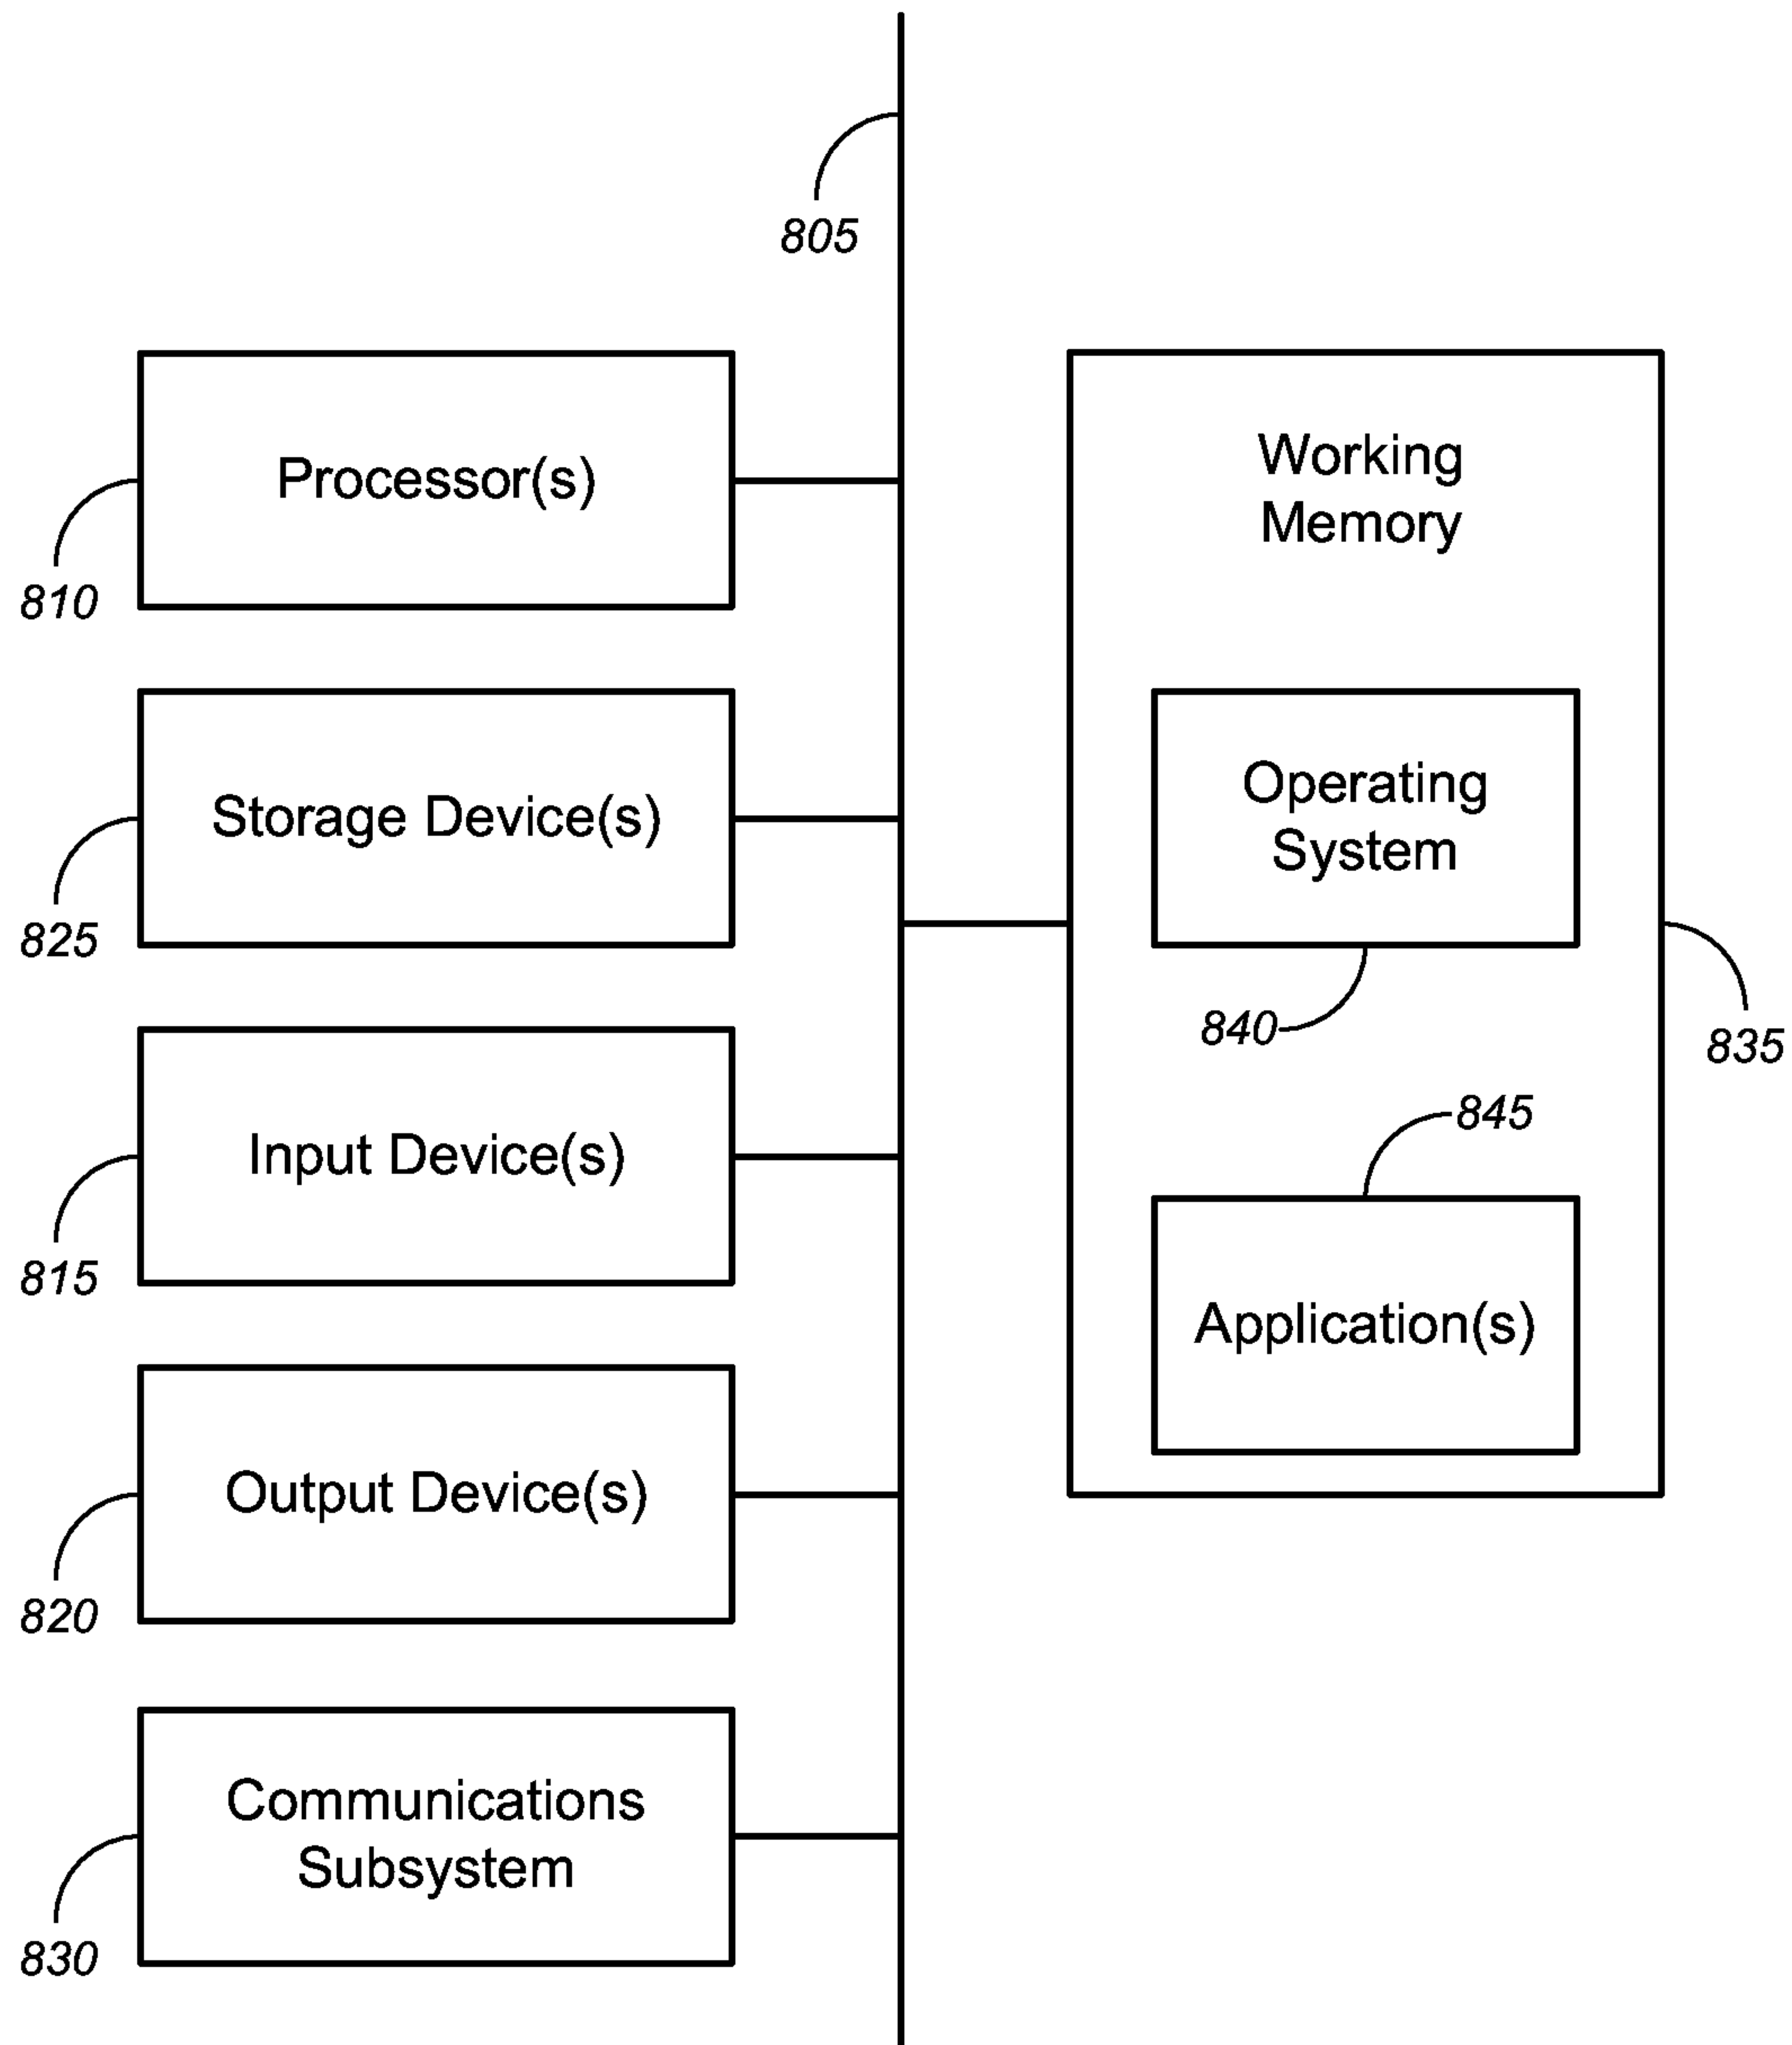 805
Processor(s)
810
Storage Device(s)
825
Input Device(s)
815
Output Device(s)
820
Communications
Subsystem
830
Working
Memory
Operating
System
840
835
845
Application(s)